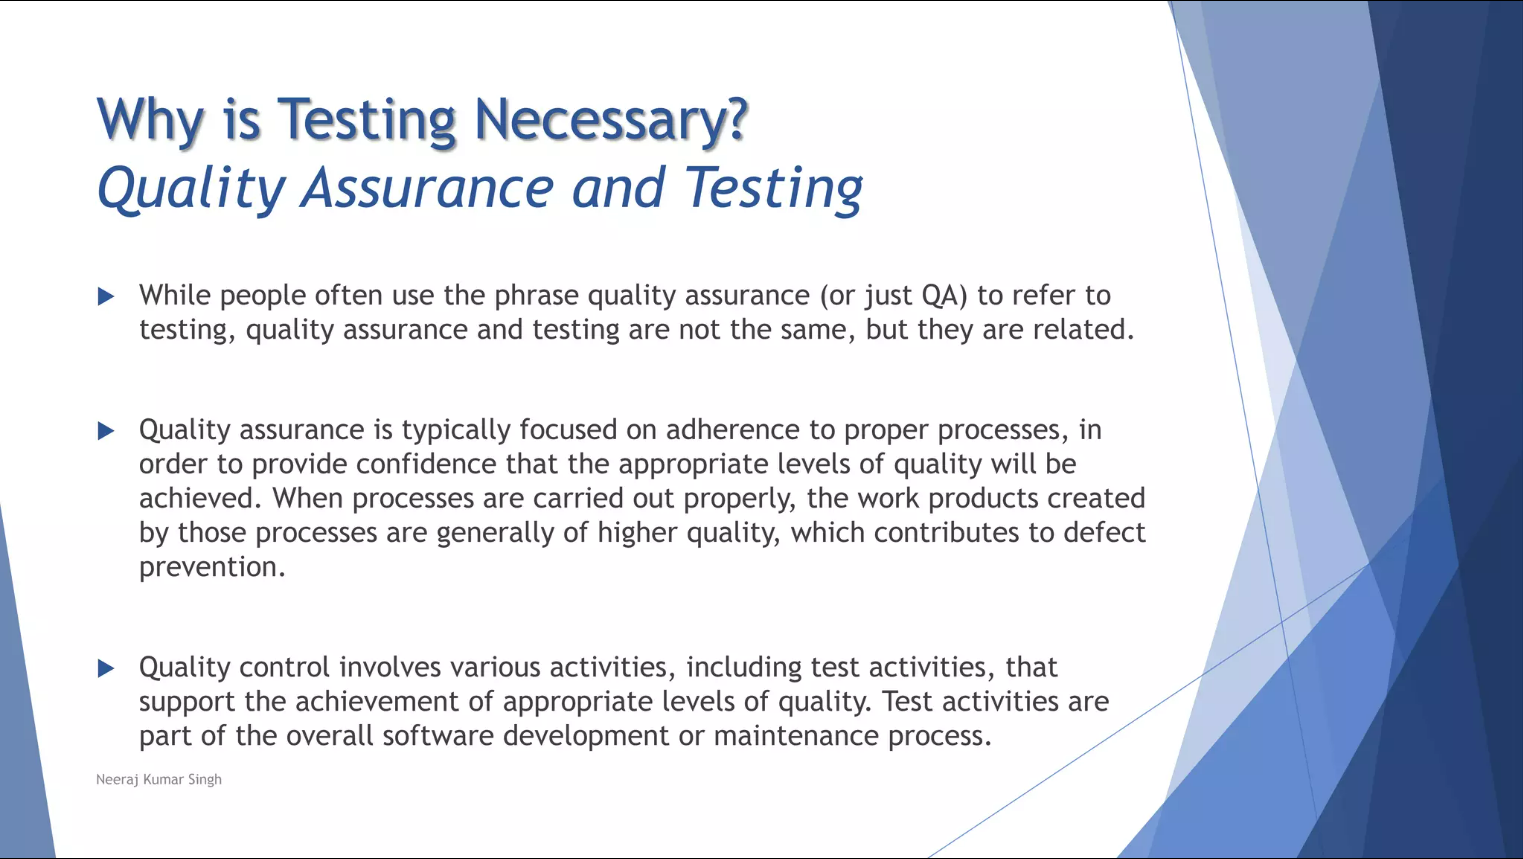 Why is Testing Necessary?
Quality Assurance and Testing
While people often use the phrase quality assurance (or just QA) to refer to
testing, quality assurance and testing are not the same, but they are related.
Quality assurance is typically focused on adherence to proper processes, in
order to provide confidence that the appropriate levels of quality will be
achieved. When processes are carried out properly, the work products created
by those processes are generally of higher quality, which contributes to defect
prevention.
Quality control involves various activities, including test activities, that
support the achievement of appropriate levels of quality. Test activities are
part of the overall software development or maintenance process.
Neeraj Kumar Singh